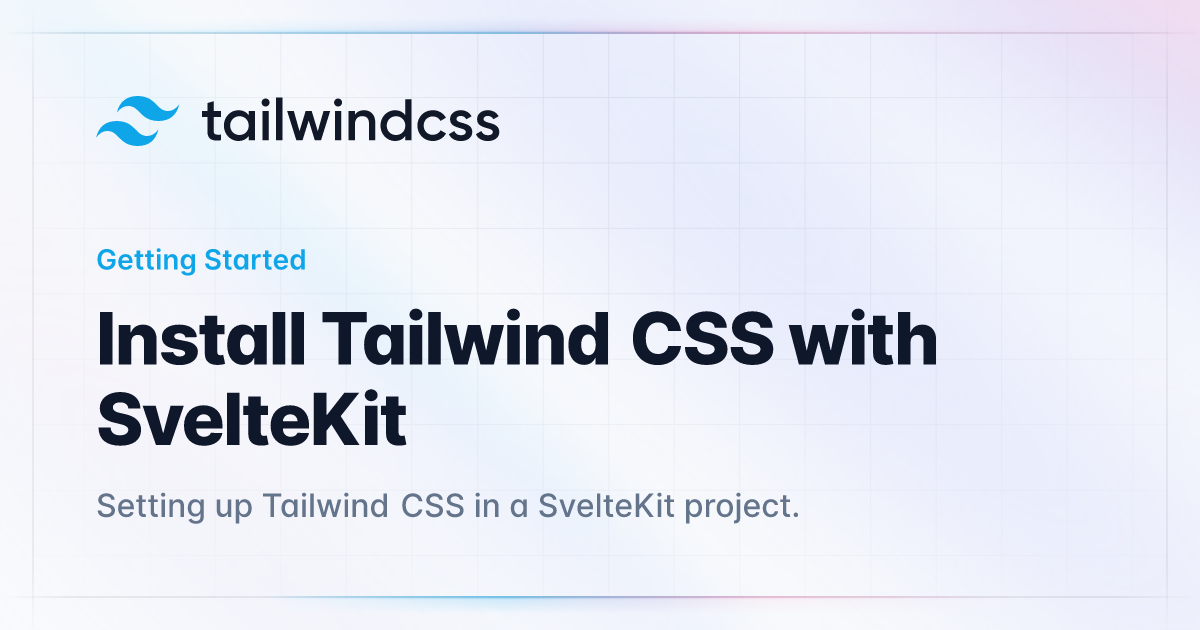 tailwindcss
Getting Started
Install Tailwind CSS with
SvelteKit
Setting up Tailwind CSS in a SvelteKit project.